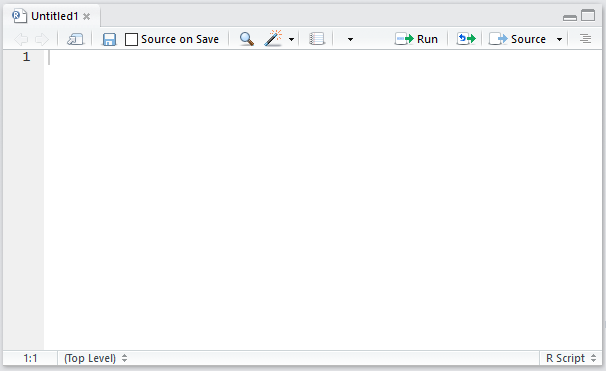 Untitled1
Source on Save Run Source
1
1:1 (Top Level) R Script